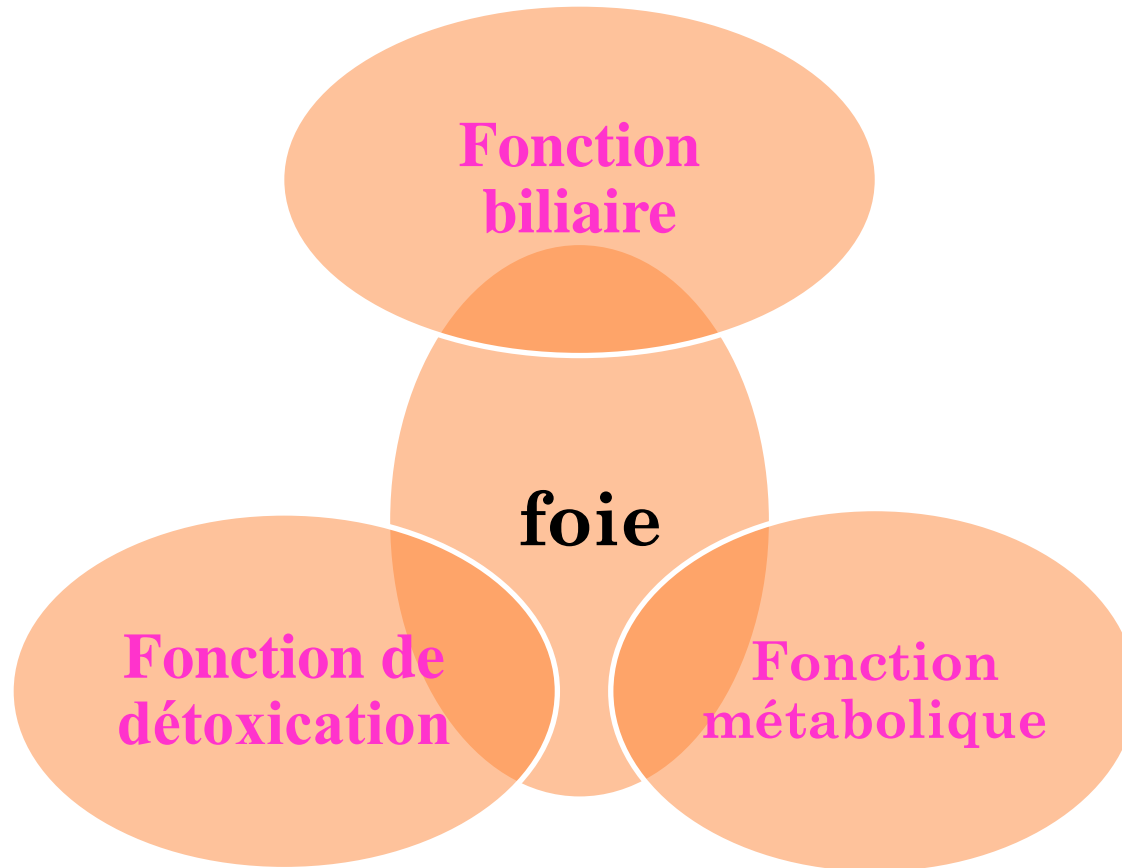 Fonction
biliaire
foie
Fonction de
détoxication
Fonction
métabolique